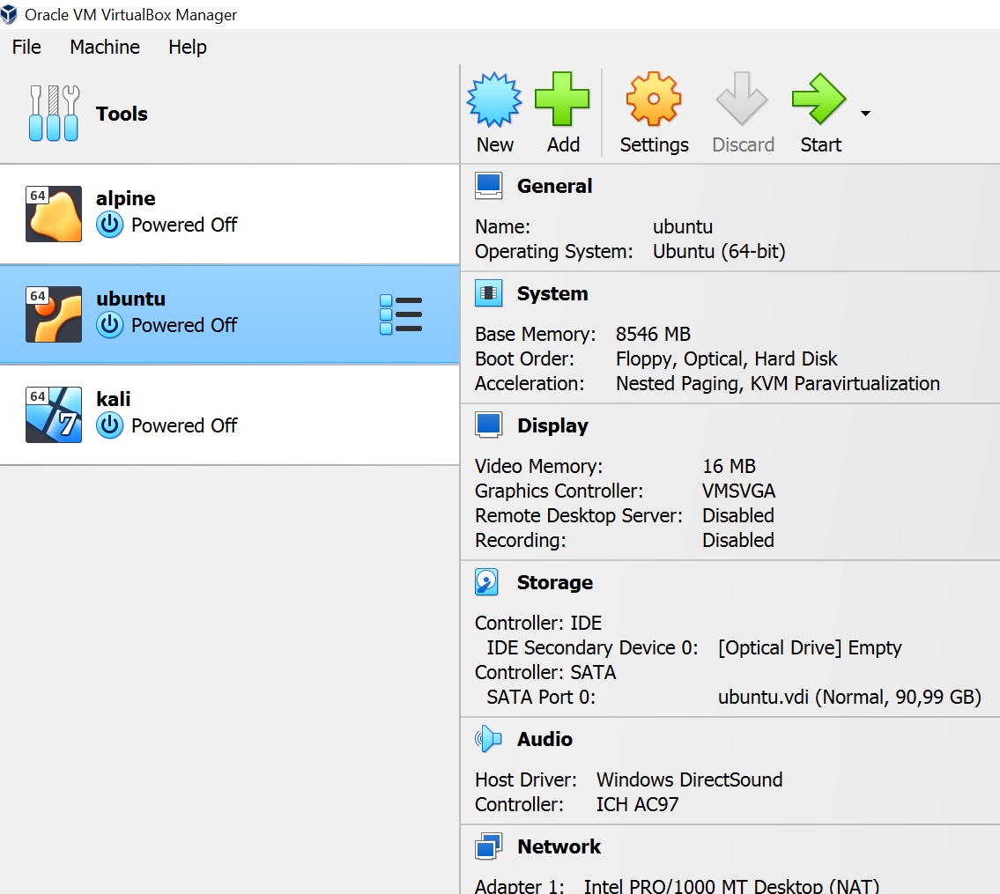 Oracle VM VirtualBox Manager
File Machine Help
Tools
New Add Settings Discard Start
64
alpine
Powered Off
64
ubuntu
Powered Off
64
7
kali
Powered Off
General
Name: ubuntu
Operating System: Ubuntu (64-bit)
System
Base Memory: 8546 MB
Boot Order: Floppy, Optical, Hard Disk
Acceleration: Nested Paging, KVM Paravirtualization
Display
Video Memory: 16 MB
Graphics Controller: VMSVGA
Remote Desktop Server: Disabled
Recording: Disabled
Storage
Controller: IDE
IDE Secondary Device 0: [Optical Drive] Empty
Controller: SATA
SATA Port 0: ubuntu.vdi (Normal, 90,99 GB)
Audio
Host Driver: Windows DirectSound
Controller: ICH AC97
Network
Adapter 1: Intel PRO/1000 MT Desktop (NAT)